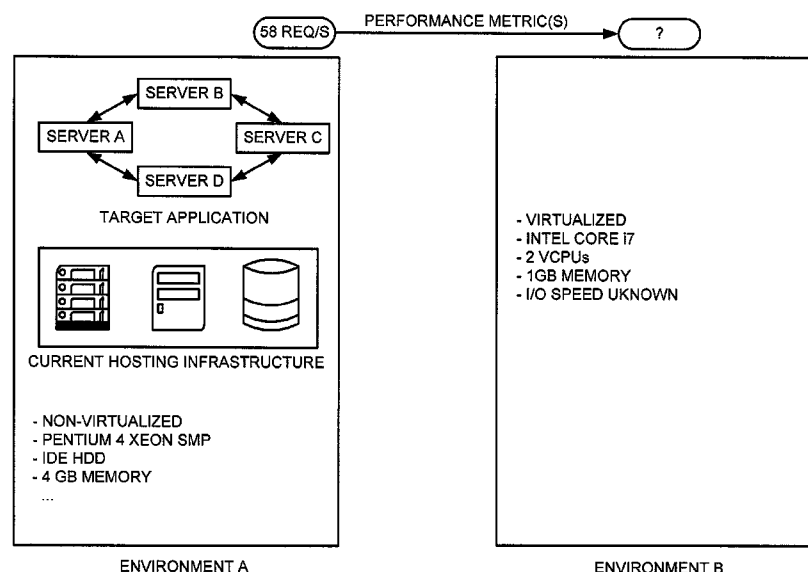 58 REQ/S
PERFORMANCE METRIC(S)
?
SERVER B
SERVER A
SERVER C
SERVER D
TARGET APPLICATION
CURRENT HOSTING INFRASTRUCTURE
- NON-VIRTUALIZED
- PENTIUM 4 XEON SMP
- IDE HDD
- 4 GB MEMORY
...
ENVIRONMENT A
- VIRTUALIZED
- INTEL CORE i7
- 2 VCPUs
- 1GB MEMORY
- I/O SPEED UKNOWN
ENVIRONMENT B